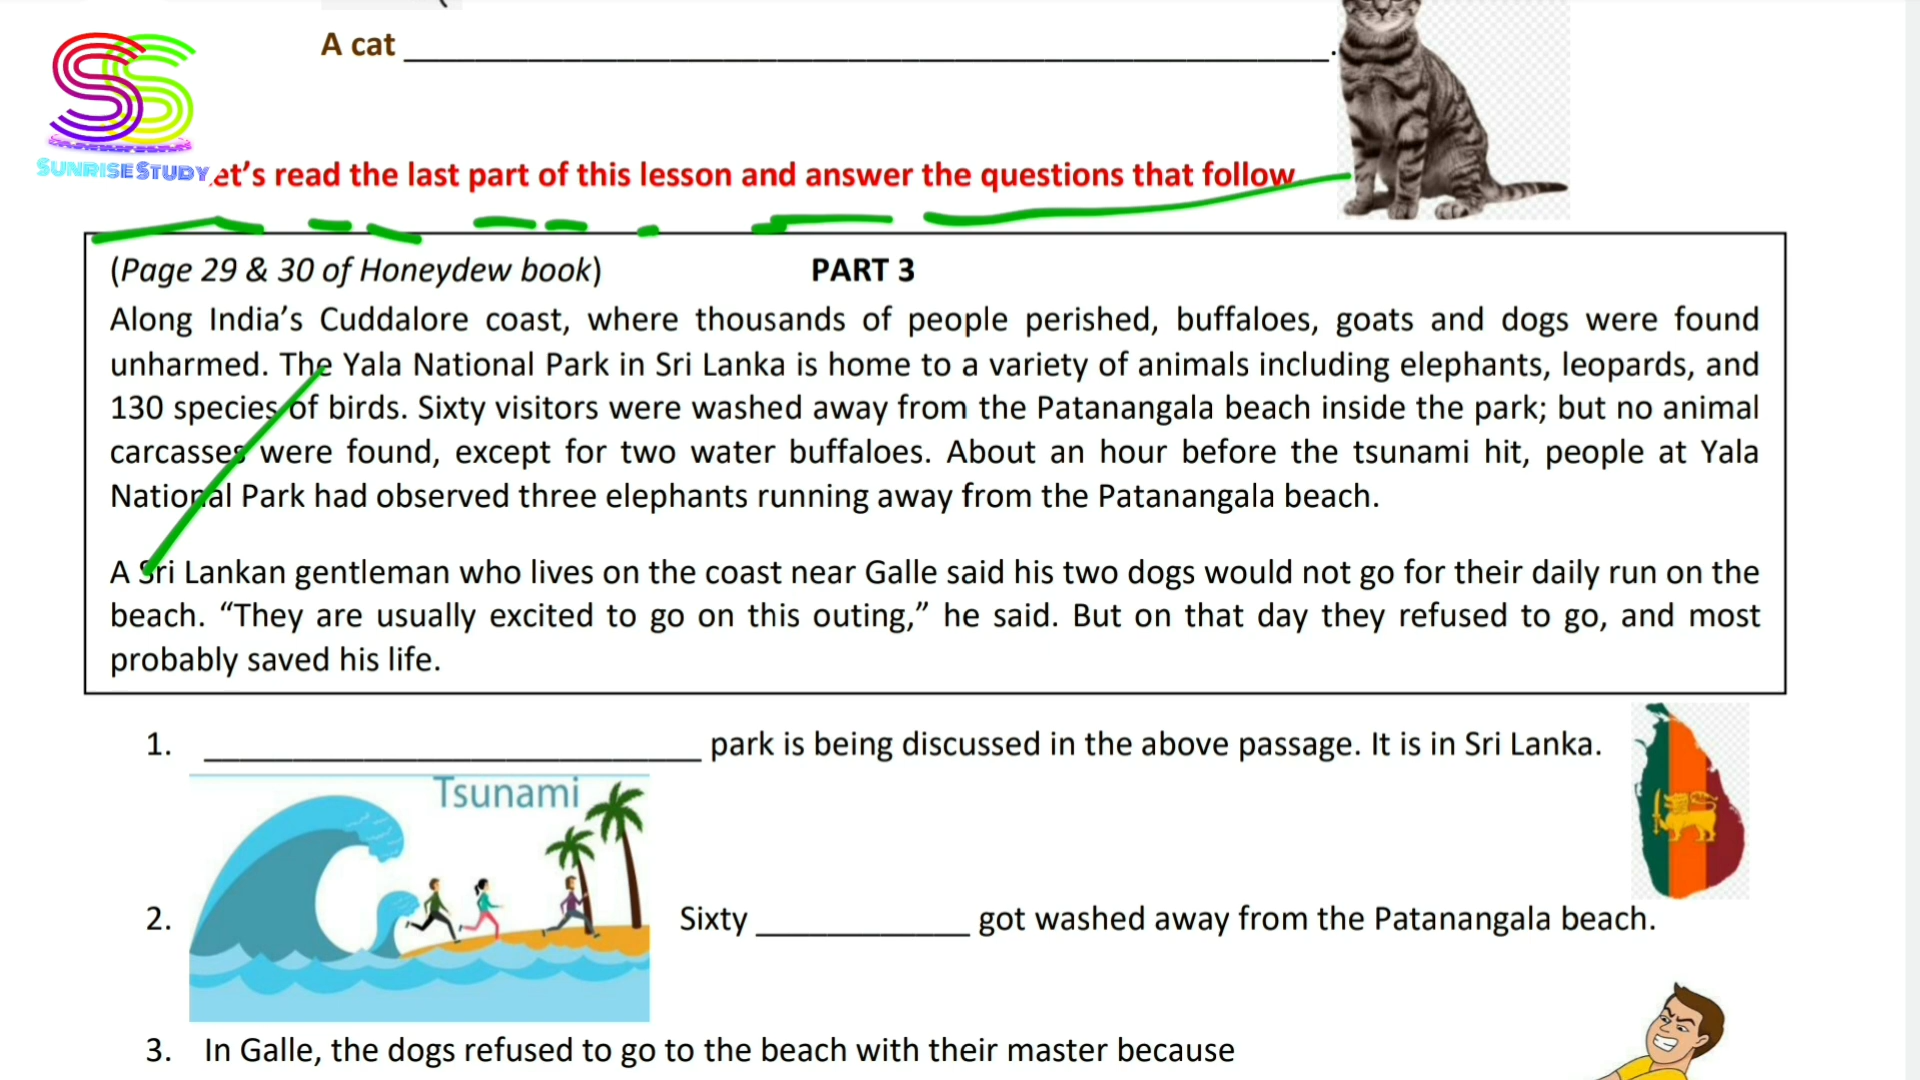 A cat ______________________________.
SUNRISE STUDY
et’s read the last part of this lesson and answer the questions that follow
(Page 29 & 30 of Honeydew book) PART 3
Along India’s Cuddalore coast, where thousands of people perished, buffaloes, goats and dogs were found
unharmed. The Yala National Park in Sri Lanka is home to a variety of animals including elephants, leopards, and
130 species of birds. Sixty visitors were washed away from the Patanangala beach inside the park; but no animal
carcasses were found, except for two water buffaloes. About an hour before the tsunami hit, people at Yala
National Park had observed three elephants running away from the Patanangala beach.
A Sri Lankan gentleman who lives on the coast near Galle said his two dogs would not go for their daily run on the
beach. “They are usually excited to go on this outing,” he said. But on that day they refused to go, and most
probably saved his life.
1. ______________________________ park is being discussed in the above passage. It is in Sri Lanka.
Tsunami
2. Sixty _____________ got washed away from the Patanangala beach.
3. In Galle, the dogs refused to go to the beach with their master because